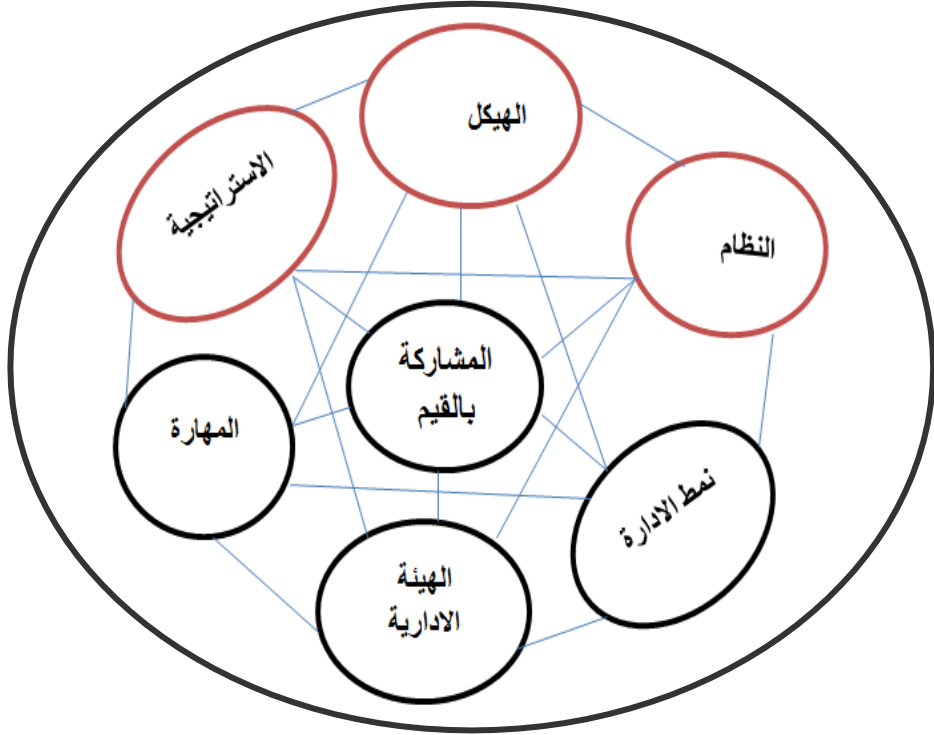 الهيكل
الاستراتيجية
النظام
المشاركة
بالقيم
المهارة
نمط الادارة
الهيئة
الادارية